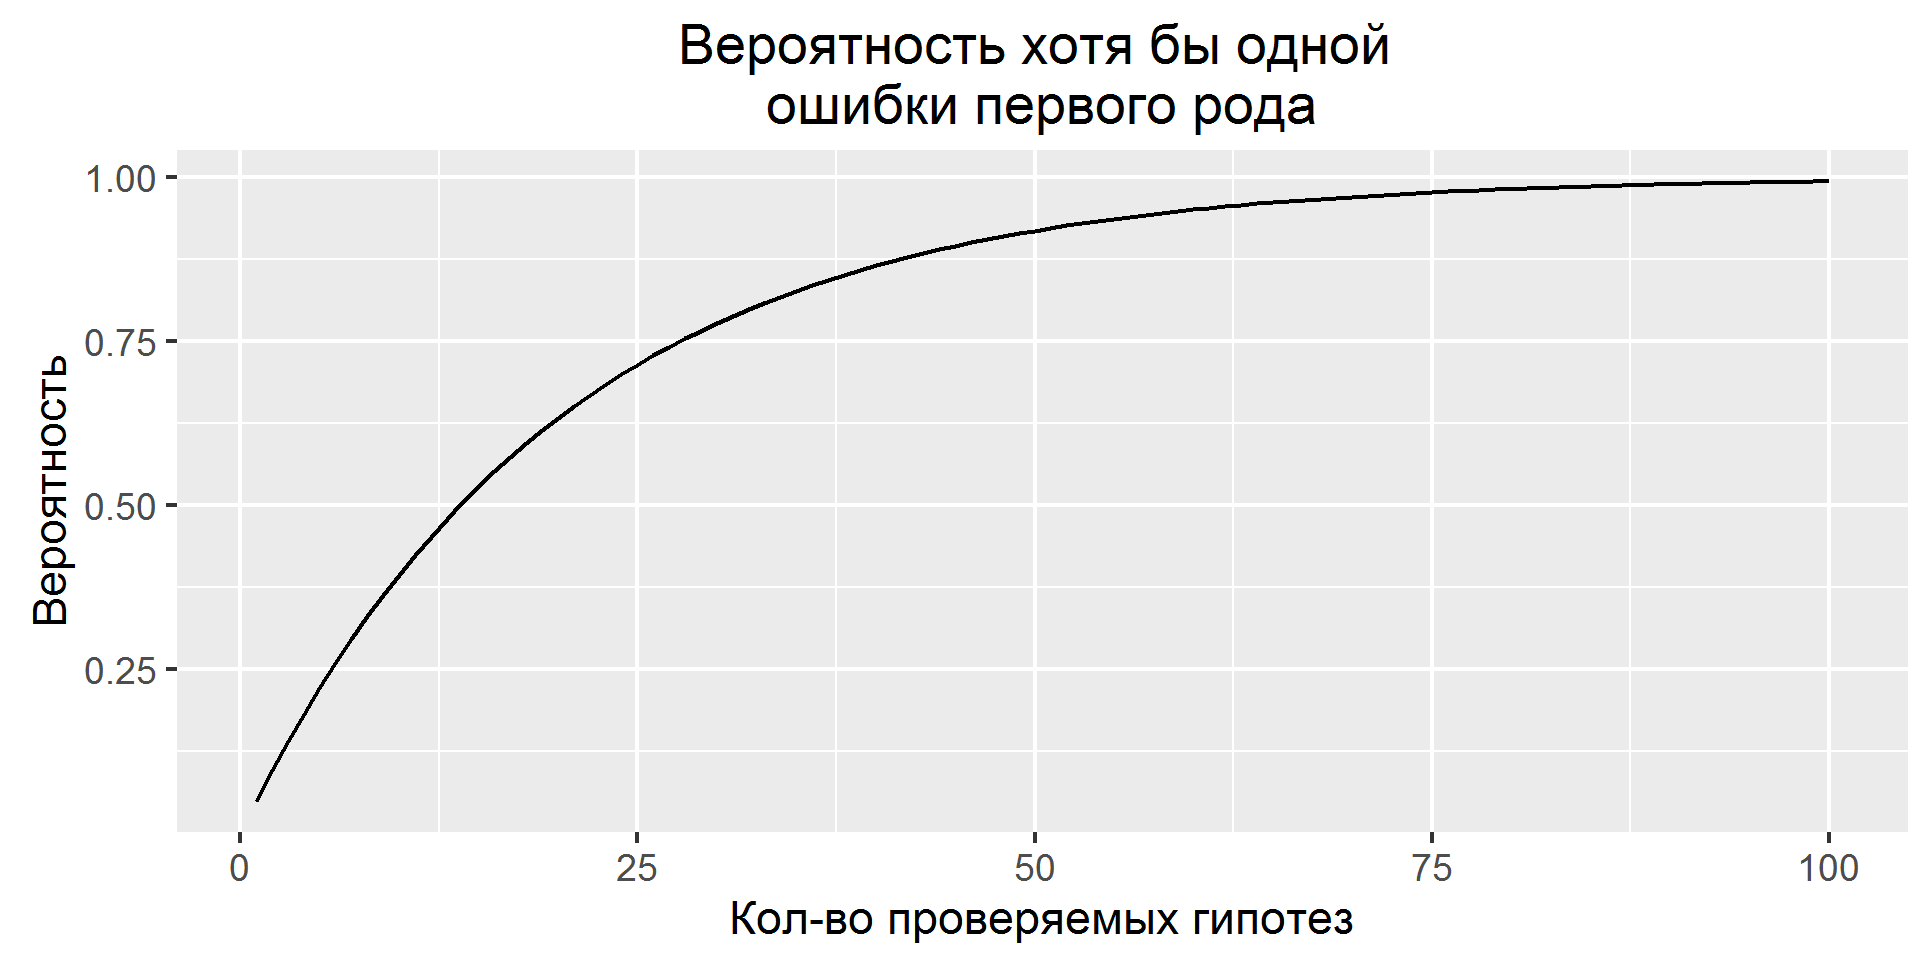 Вероятность хотя бы одной
ошибки первого рода
Вероятность
1.00
0.75
0.50
0.25
0
25
50
75
100
Кол-во проверяемых гипотез